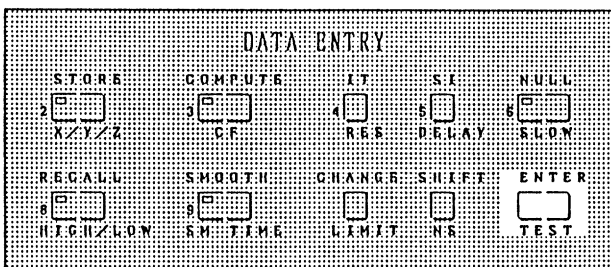 DATA ENTRY
STORE COMPUTE IT SI NULL
2 3 4 5 6
X/Y/Z CF RES DELAY SLOW
RECALL SMOOTH CHANGE SHIFT ENTER
8 9
HIGH/LOW SM TIME LIMIT NS TEST